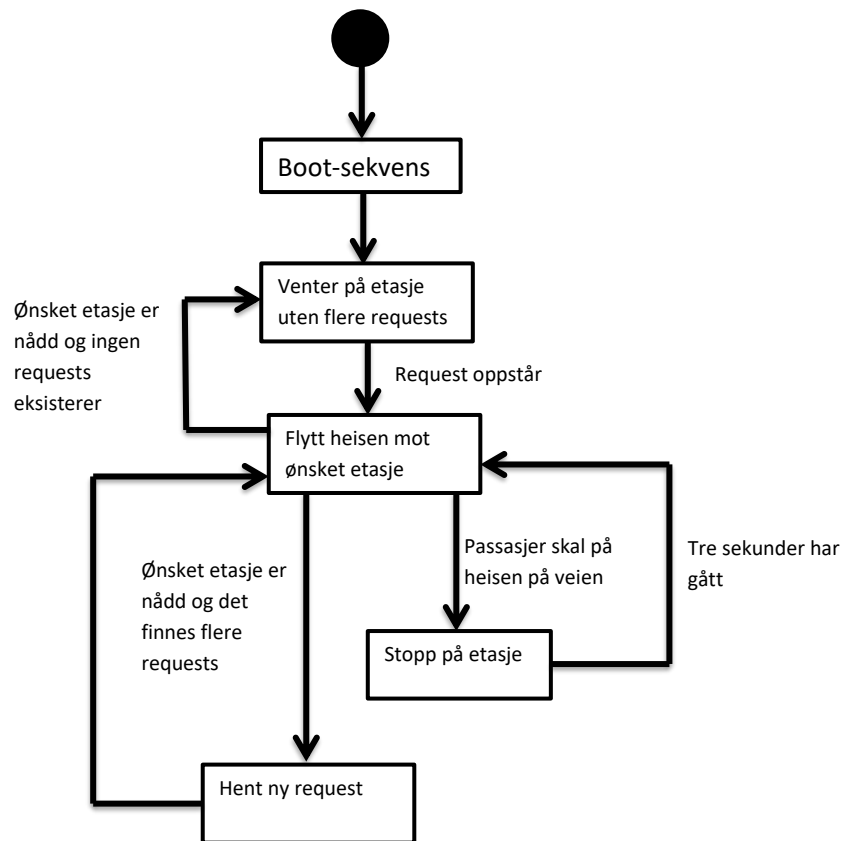 Boot-sekvens
Venter på etasje
uten flere requests
Ønsket etasje er
nådd og ingen
requests
eksisterer
Request oppstår
Flytt heisen mot
ønsket etasje
Passasjer skal på
heisen på veien
Tre sekunder har
gått
Ønsket etasje er
nådd og det
finnes flere
requests
Stopp på etasje
Hent ny request